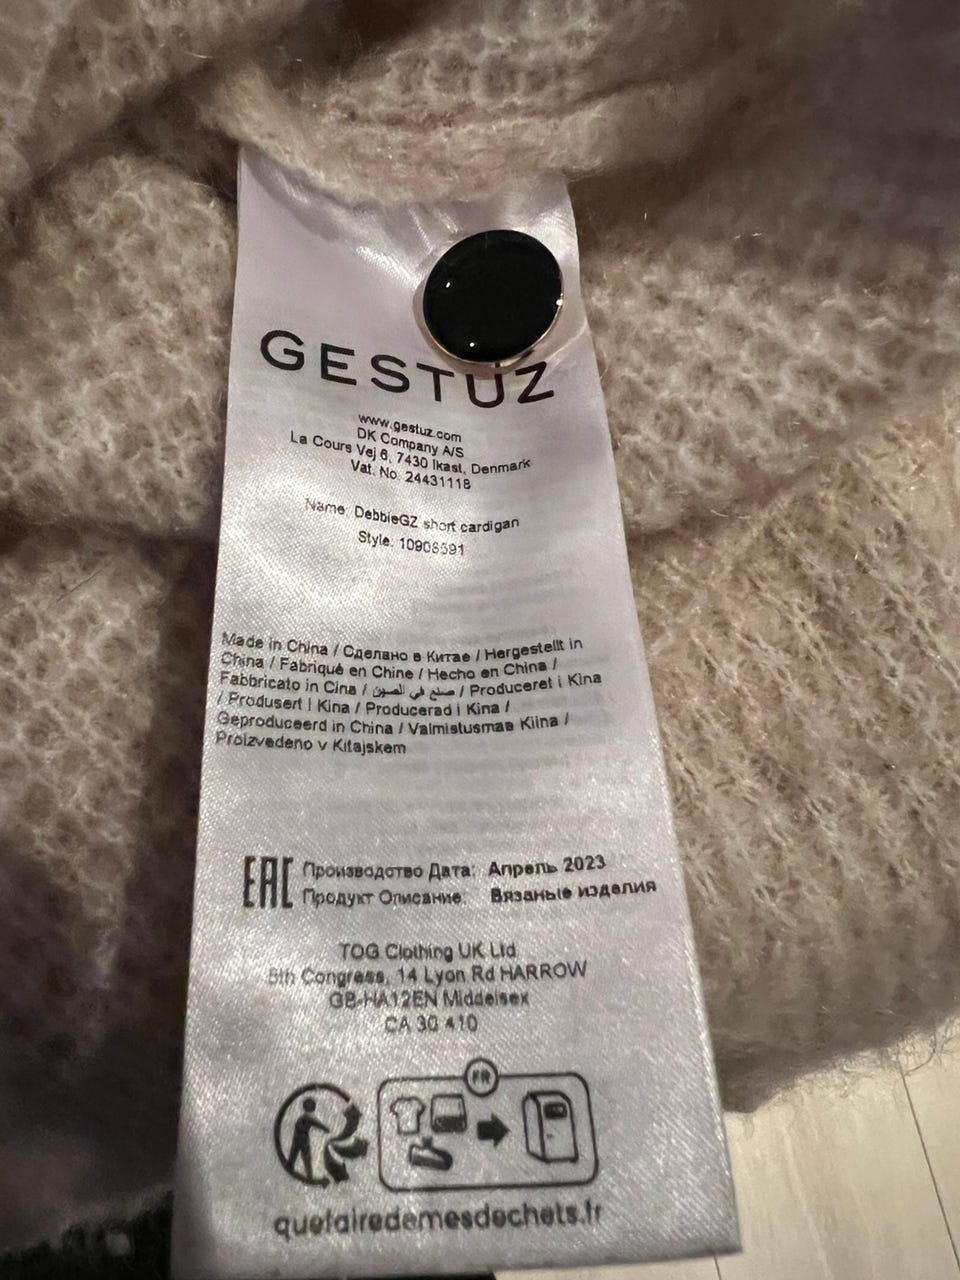 GESTUZ
www.gestuz.com
DK Company A/S
La Cours Vej 6, 7430 Ikast, Denmark
Vat. No. 24431118
Name: DebbieGZ short cardigan
Style:
Made in China / Сделано в Китае / Hergestellt in
China / Fabriqué en Chine / Hecho en China /
Fabbricato in Cina / صنع في الصين / Produceret i Kina
/ Produsert i Kina / Producerad i Kina /
Geproduceerd in China / Valmistusmaa Kiina /
Proizvedeno v Kitajskem
EAC Производство Дата: Апрель 2023
Продукт Описание: Вязаные изделия
TOG Clothing UK Ltd
Congress, 14 Lyon Rd HARROW
GB-HA12EN Middelsex
CA 30 410
FR
quefairedemesdechets.fr